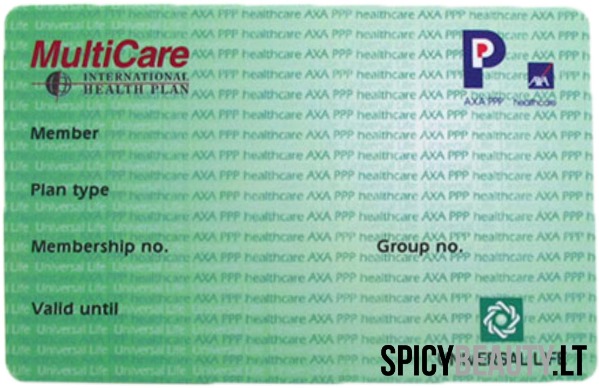 MultiCare
INTERNATIONAL
HEALTH PLAN
P
AXA
AXA PPP healthcare
Member
Plan type
Membership no.
Group no.
Valid until
UNIVERSAL LIFE
SPICYBEAUTY.LT